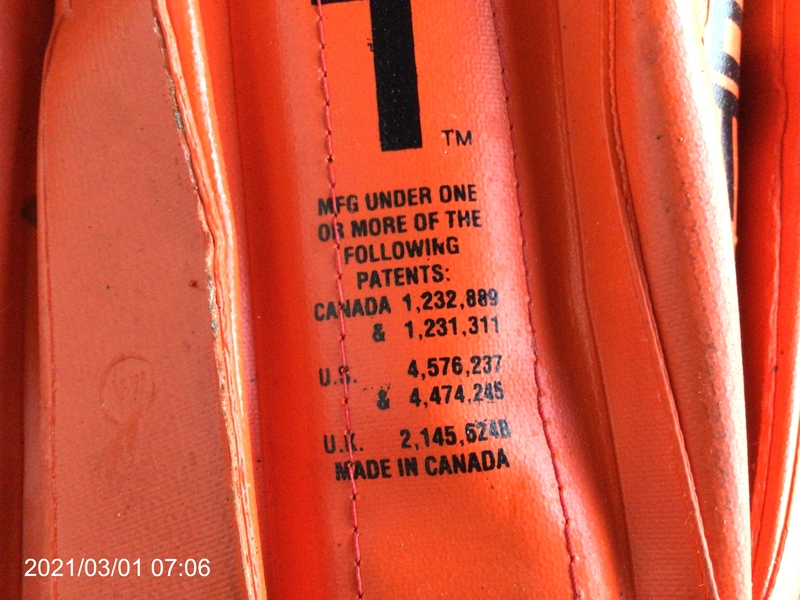 TM
MFG UNDER ONE
OR MORE OF THE
FOLLOWING
PATENTS:
CANADA 1,232,889
& 1,231,311
U.S. 4,576,237
& 4,474,245
U.K. 2,145,624B
MADE IN CANADA
2021/03/01 07:06